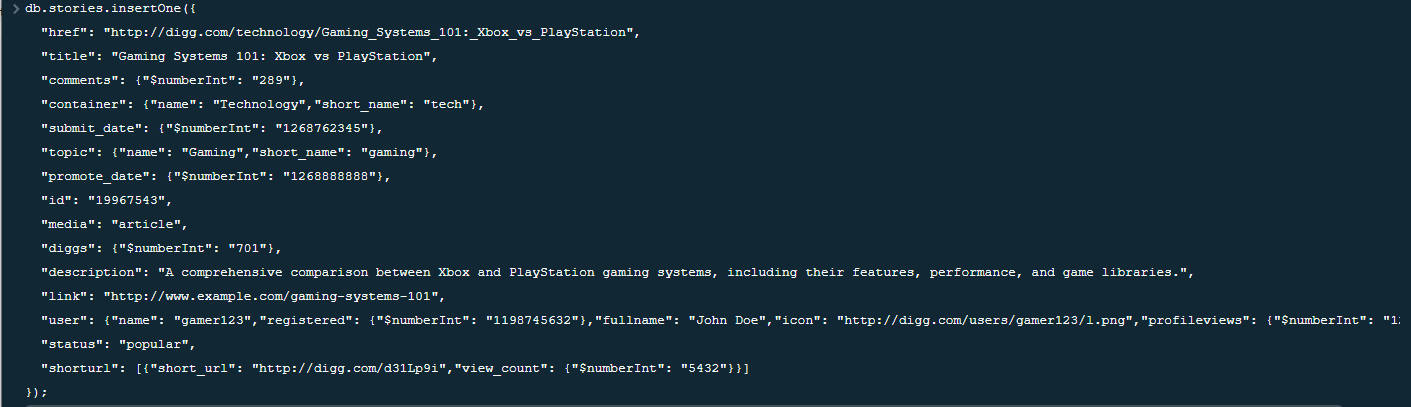 db.stories.insertOne({
"href": "http://digg.com/technology/Gaming_Systems_101:_Xbox_vs_PlayStation",
"title": "Gaming Systems 101: Xbox vs PlayStation",
"comments": {"$numberInt": "289"},
"container": {"name": "Technology","short_name": "tech"},
"submit_date": {"$numberInt": "1268762345"},
"topic": {"name": "Gaming","short_name": "gaming"},
"promote_date": {"$numberInt": "1268888888"},
"id": "19967543",
"media": "article",
"diggs": {"$numberInt": "701"},
"description": "A comprehensive comparison between Xbox and PlayStation gaming systems, including their features, performance, and game libraries.",
"link": "http://www.example.com/gaming-systems-101",
"user": {"name": "gamer123","registered": {"$numberInt": "1198745632"},"fullname": "John Doe","icon": "http://digg.com/users/gamer123/l.png","profileviews": {"$numberInt":
"status": "popular",
"shorturl": [{"short_url": "http://digg.com/d31Lp9i","view_count": {"$numberInt": "5432"}}]
});